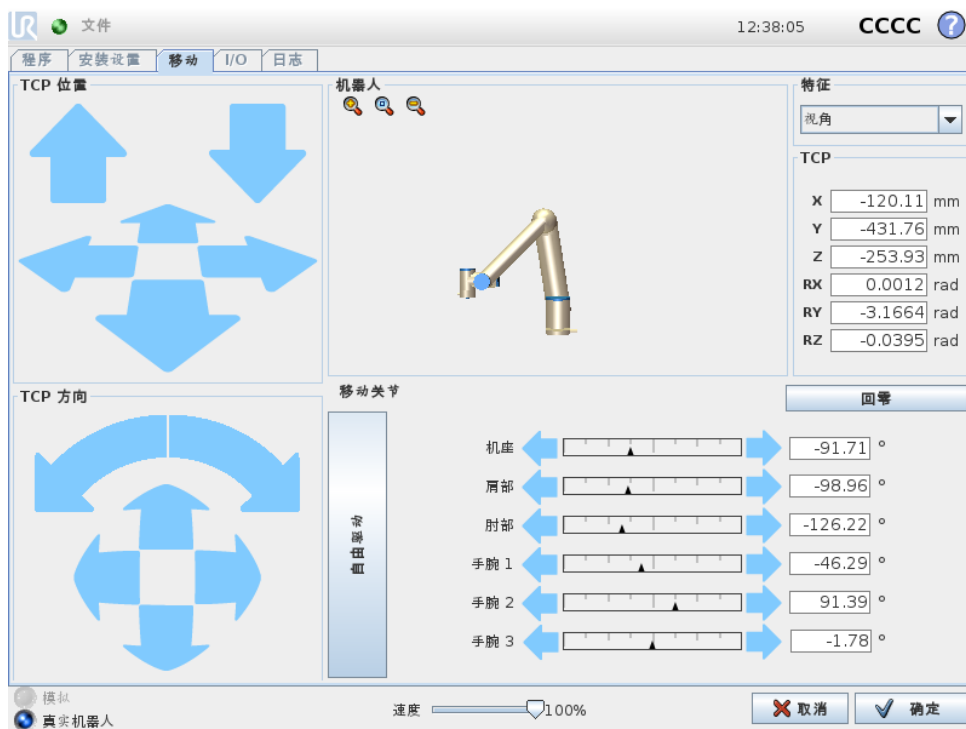 UR 文件 12:38:05 CCCC ?
程序 安装设置 移动 I/O 日志
TCP 位置
机器人
特征
视角
TCP
X -120.11 mm
Y -431.76 mm
Z -253.93 mm
RX 0.0012 rad
RY -3.1664 rad
RZ -0.0395 rad
TCP 方向
移动关节
回零
自由驱动
机座 -91.71 °
肩部 -98.96 °
肘部 -126.22 °
手腕 1 -46.29 °
手腕 2 91.39 °
手腕 3 -1.78 °
模拟
真实机器人
速度 100%
取消 确定